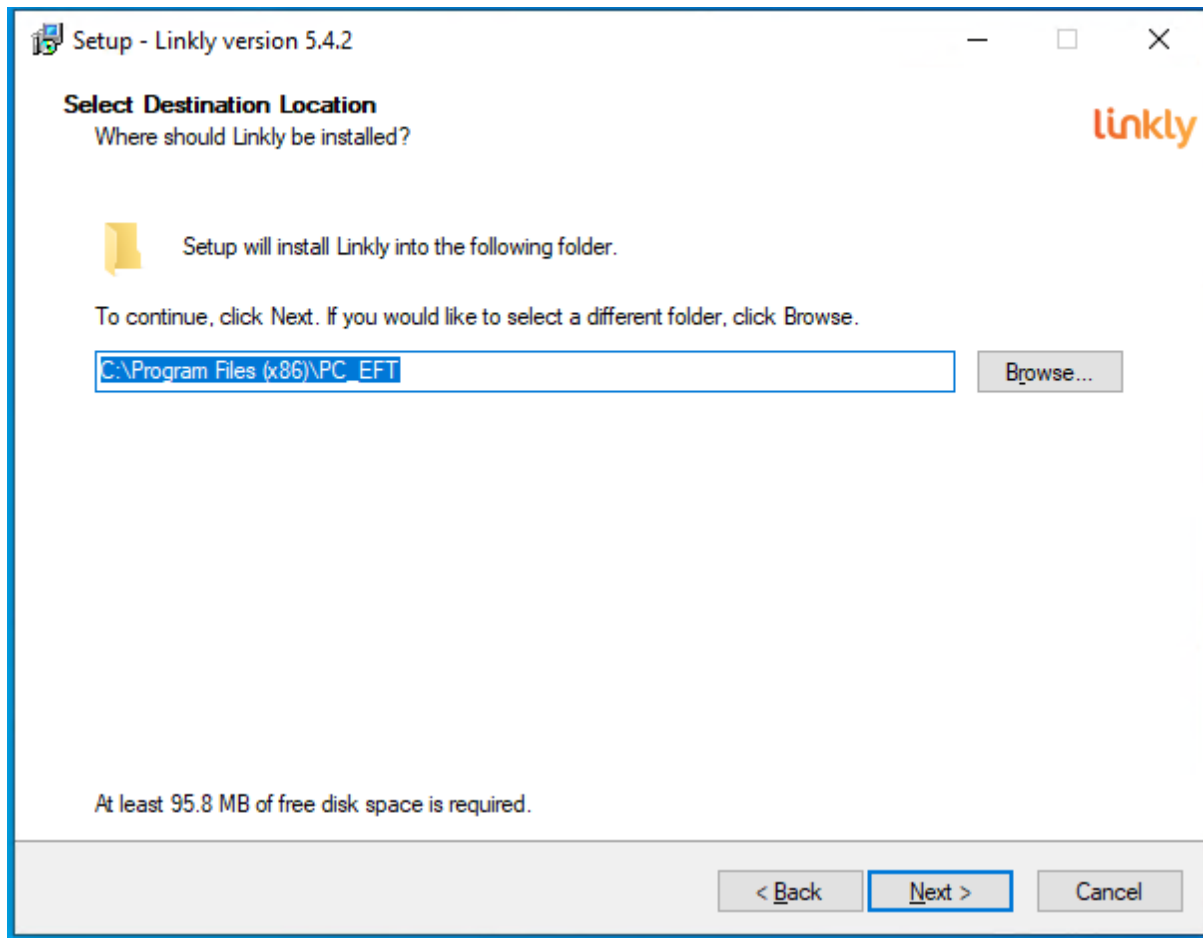 Setup - Linkly version 5.4.2
Select Destination Location
Where should Linkly be installed?
linkly
Setup will install Linkly into the following folder.
To continue, click Next. If you would like to select a different folder, click Browse.
C:\Program Files (x86)\PC_EFT
Browse...
At least 95.8 MB of free disk space is required.
< Back
Next >
Cancel